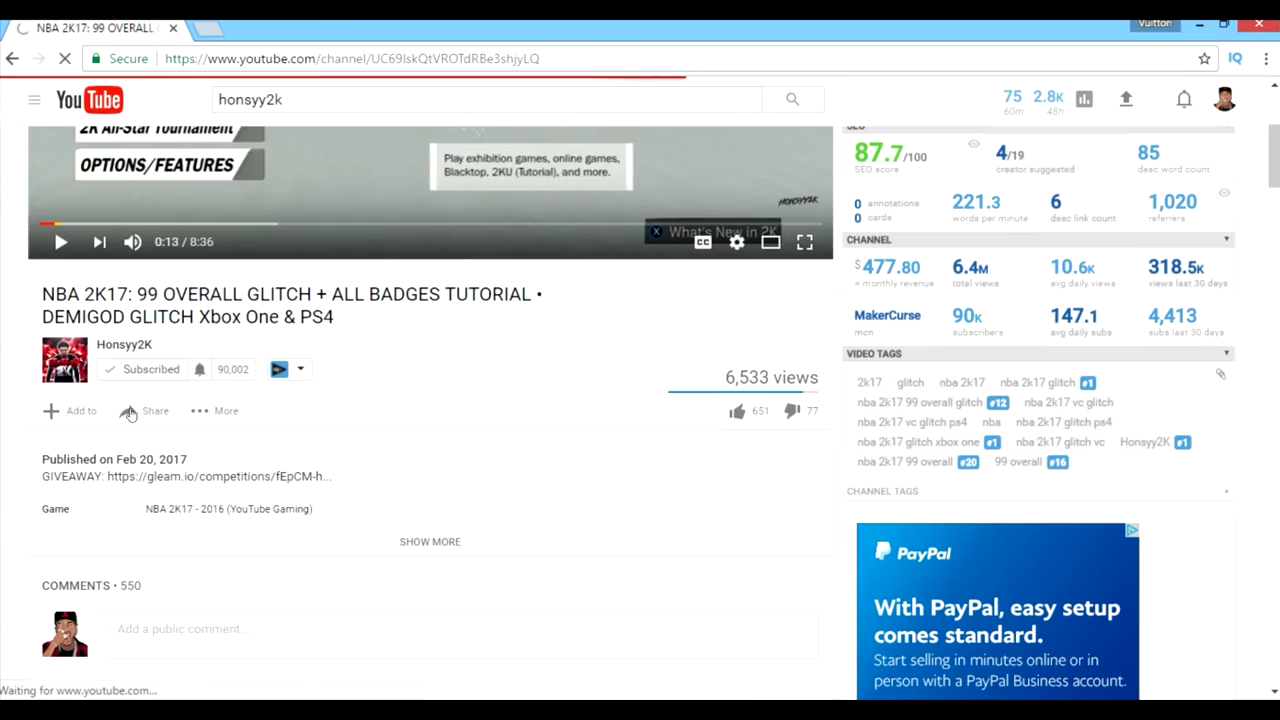 NBA 2K17: 99 OVERALL
Vuitton
Secure
https://www.youtube.com/channel/UC69IskQtVROTdRBe3shjyLQ
YouTube
honsyy2k
75
60m
2.8K
48h
2K All-Star Tournament
OPTIONS/FEATURES
Play exhibition games, online games,
Blacktop, 2KU (Tutorial), and more.
HONSYY2K
What's New in 2K
0:13 / 8:36
CC
NBA 2K17: 99 OVERALL GLITCH + ALL BADGES TUTORIAL •
DEMIGOD GLITCH Xbox One & PS4
Honsyy2K
Subscribed
90,002
6,533 views
Add to
Share
More
651
77
Published on Feb 20, 2017
GIVEAWAY: https://gleam.io/competitions/fEpCM-h...
Game
NBA 2K17 - 2016 (YouTube Gaming)
SHOW MORE
COMMENTS • 550
Add a public comment...
Waiting for www.youtube.com...
SEO
87.7/100
SEO score
4/19
creator suggested
85
desc word count
0 annotations
0 cards
221.3
words per minute
6
desc link count
1,020
referrers
CHANNEL
$477.80
≈ monthly revenue
6.4M
total views
10.6K
avg daily views
318.5K
views last 30 days
MakerCurse
mcn
90K
subscribers
147.1
avg daily subs
4,413
subs last 30 days
VIDEO TAGS
2k17 glitch nba 2k17 nba 2k17 glitch #1
nba 2k17 99 overall glitch #12 nba 2k17 vc glitch
nba 2k17 vc glitch ps4 nba nba 2k17 glitch ps4
nba 2k17 glitch xbox one #1 nba 2k17 glitch vc Honsyy2K #1
nba 2k17 99 overall #20 99 overall #16
CHANNEL TAGS
PayPal
With PayPal, easy setup
comes standard.
Start selling in minutes online or in
person with a PayPal Business account.